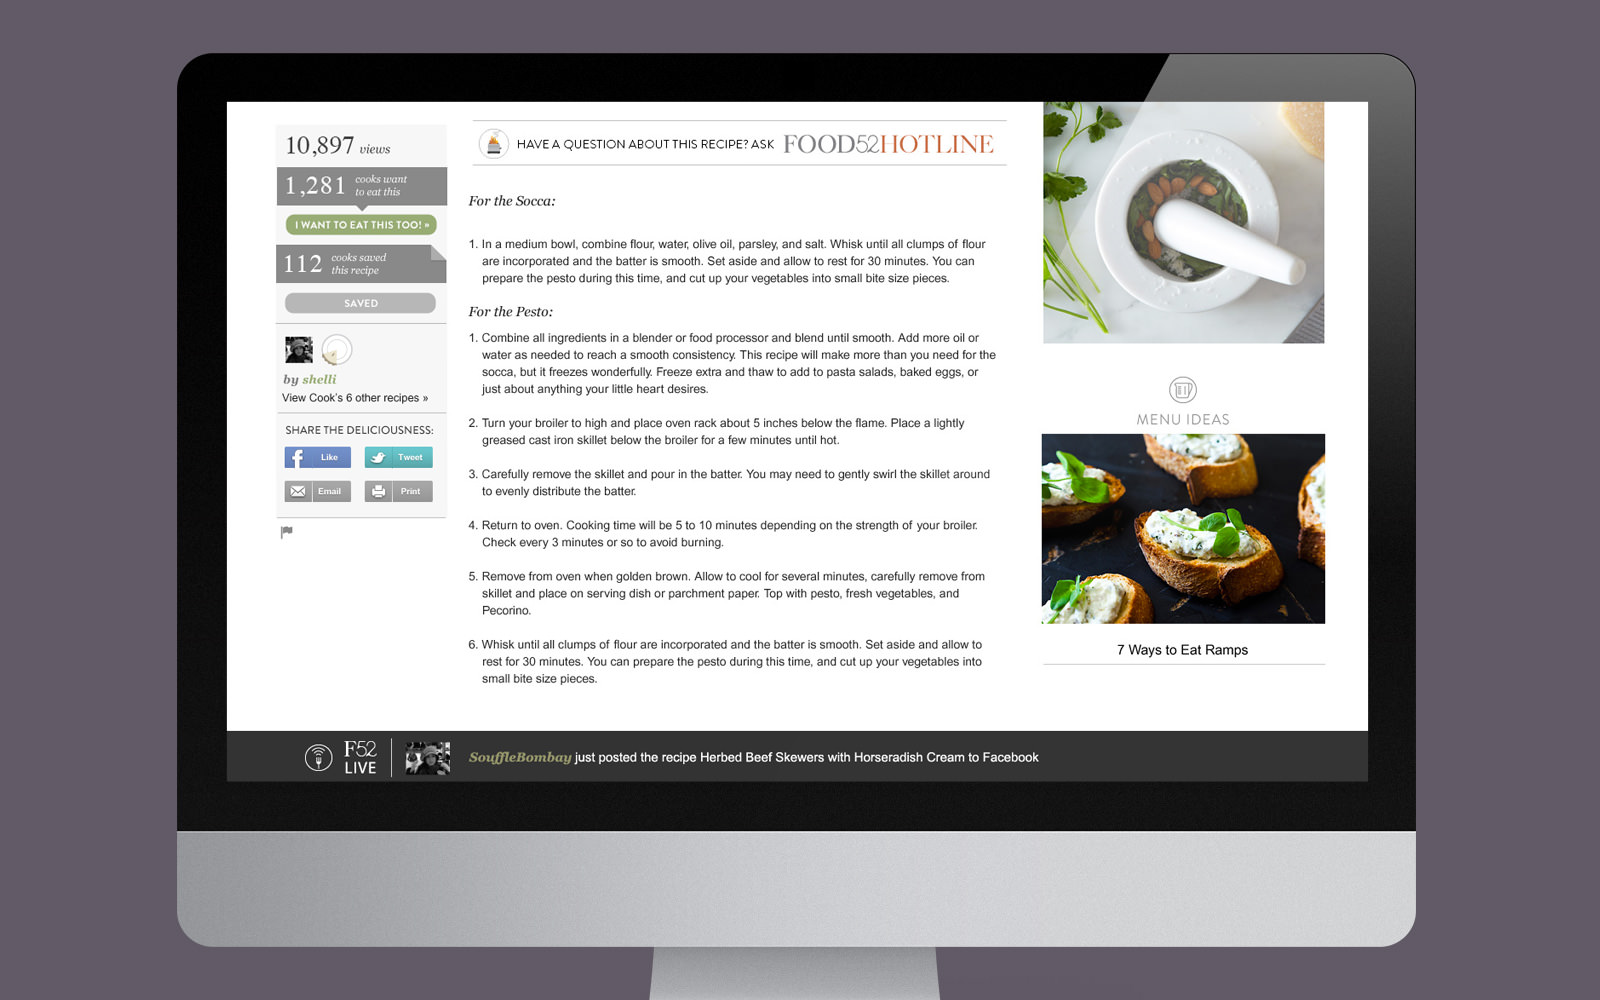 10,897 views
1,281 cooks want
to eat this
I WANT TO EAT THIS TOO! »
112 cooks saved
this recipe
SAVED
by shelli
View Cook's 6 other recipes »
SHARE THE DELICIOUSNESS:
Like
Tweet
Email
Print
HAVE A QUESTION ABOUT THIS RECIPE? ASK FOOD52HOTLINE
For the Socca:
1. In a medium bowl, combine flour, water, olive oil, parsley, and salt. Whisk until all clumps of flour
are incorporated and the batter is smooth. Set aside and allow to rest for 30 minutes. You can
prepare the pesto during this time, and cut up your vegetables into small bite size pieces.
For the Pesto:
1. Combine all ingredients in a blender or food processor and blend until smooth. Add more oil or
water as needed to reach a smooth consistency. This recipe will make more than you need for the
socca, but it freezes wonderfully. Freeze extra and thaw to add to pasta salads, baked eggs, or
just about anything your little heart desires.
2. Turn your broiler to high and place oven rack about 5 inches below the flame. Place a lightly
greased cast iron skillet below the broiler for a few minutes until hot.
3. Carefully remove the skillet and pour in the batter. You may need to gently swirl the skillet around
to evenly distribute the batter.
4. Return to oven. Cooking time will be 5 to 10 minutes depending on the strength of your broiler.
Check every 3 minutes or so to avoid burning.
5. Remove from oven when golden brown. Allow to cool for several minutes, carefully remove from
skillet and place on serving dish or parchment paper. Top with pesto, fresh vegetables, and
Pecorino.
6. Whisk until all clumps of flour are incorporated and the batter is smooth. Set aside and allow to
rest for 30 minutes. You can prepare the pesto during this time, and cut up your vegetables into
small bite size pieces.
MENU IDEAS
7 Ways to Eat Ramps
F52
LIVE
SouffleBombay just posted the recipe Herbed Beef Skewers with Horseradish Cream to Facebook